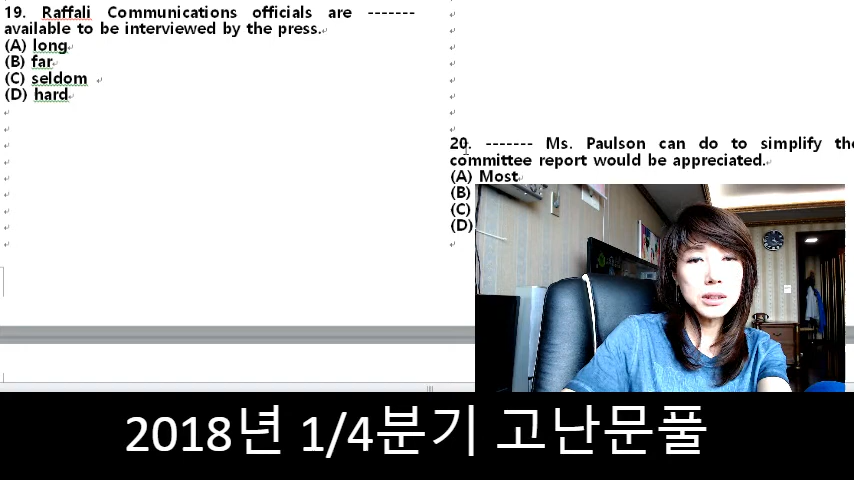 19. Raffali Communications officials are -------
available to be interviewed by the press.
(A) long
(B) far
(C) seldom
(D) hard
20. ------- Ms. Paulson can do to simplify the
committee report would be appreciated.
(A) Most
(B)
(C)
(D)
2018년 1/4분기 고난문풀